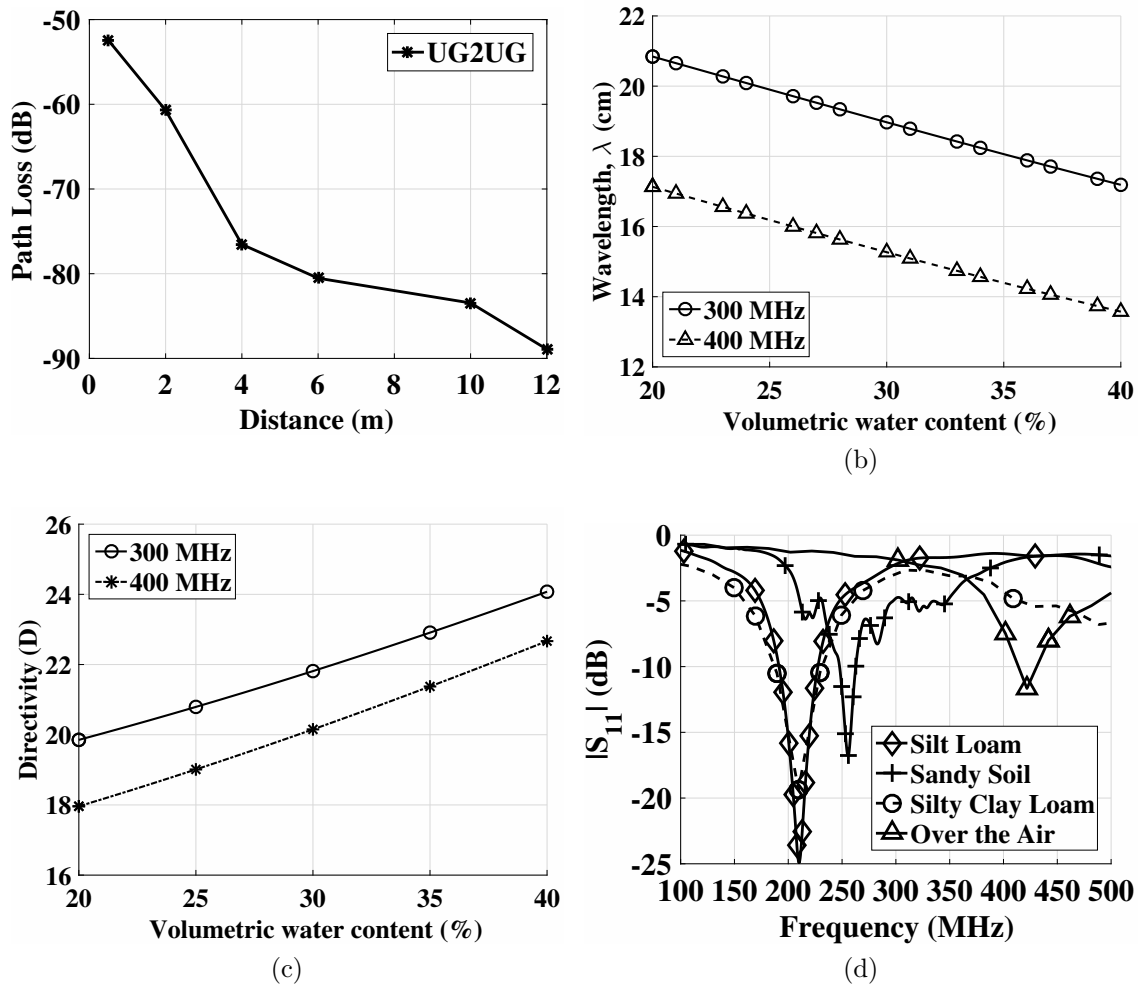 -50
-60
-70
-80
-90
Path Loss (dB)
UG2UG
0 2 4 6 8 10 12
Distance (m)
22
20
18
16
14
12
Wavelength, λ (cm)
300 MHz
400 MHz
20 25 30 35 40
Volumetric water content (%)
(b)
26
24
22
20
18
16
Directivity (D)
300 MHz
400 MHz
20 25 30 35 40
Volumetric water content (%)
(c)
0
-5
-10
-15
-20
-25
|S11| (dB)
Silt Loam
Sandy Soil
Silty Clay Loam
Over the Air
100 150 200 250 300 350 400 450 500
Frequency (MHz)
(d)